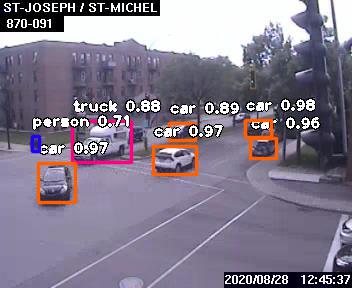 ST-JOSEPH / ST-MICHEL
870-091
truck 0.88
car 0.89
car 0.98
person 0.71
car 0.97
car 0.96
car 0.97
2020/08/28 12:45:37